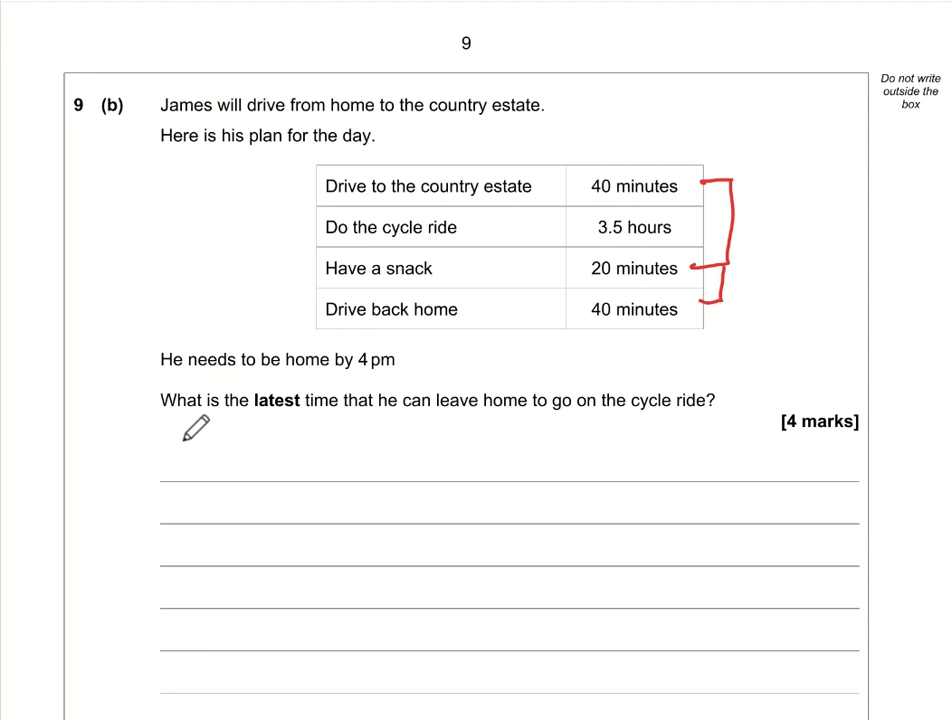 9
Do not write
outside the
box
9 (b) James will drive from home to the country estate.
Here is his plan for the day.
Drive to the country estate 40 minutes
Do the cycle ride 3.5 hours
Have a snack 20 minutes
Drive back home 40 minutes
He needs to be home by 4 pm
What is the latest time that he can leave home to go on the cycle ride?
[4 marks]